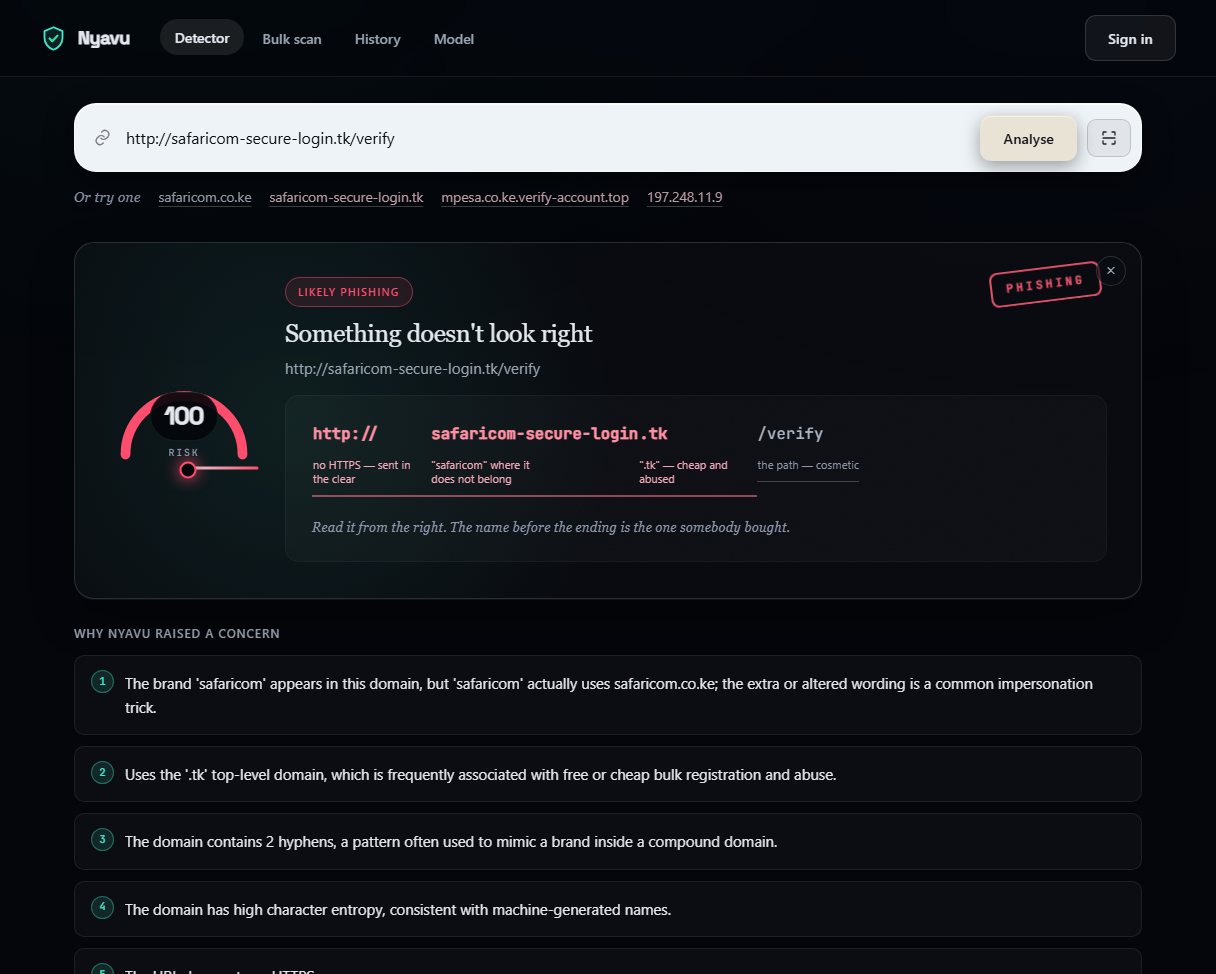 Nyavu
Detector
Bulk scan
History
Model
Sign in
http://safaricom-secure-login.tk/verify
Analyse
Or try one
safaricom.co.ke
safaricom-secure-login.tk
mpesa.co.ke.verify-account.top
197.248.11.9
LIKELY PHISHING
PHISHING
Something doesn't look right
http://safaricom-secure-login.tk/verify
100
RISK
http://
safaricom-secure-login.tk
/verify
no HTTPS — sent in
the clear
"safaricom" where it
does not belong
".tk" — cheap and
abused
the path — cosmetic
Read it from the right. The name before the ending is the one somebody bought.
WHY NYAVU RAISED A CONCERN
1
The brand 'safaricom' appears in this domain, but 'safaricom' actually uses safaricom.co.ke; the extra or altered wording is a common impersonation
trick.
2
Uses the '.tk' top-level domain, which is frequently associated with free or cheap bulk registration and abuse.
3
The domain contains 2 hyphens, a pattern often used to mimic a brand inside a compound domain.
4
The domain has high character entropy, consistent with machine-generated names.
5